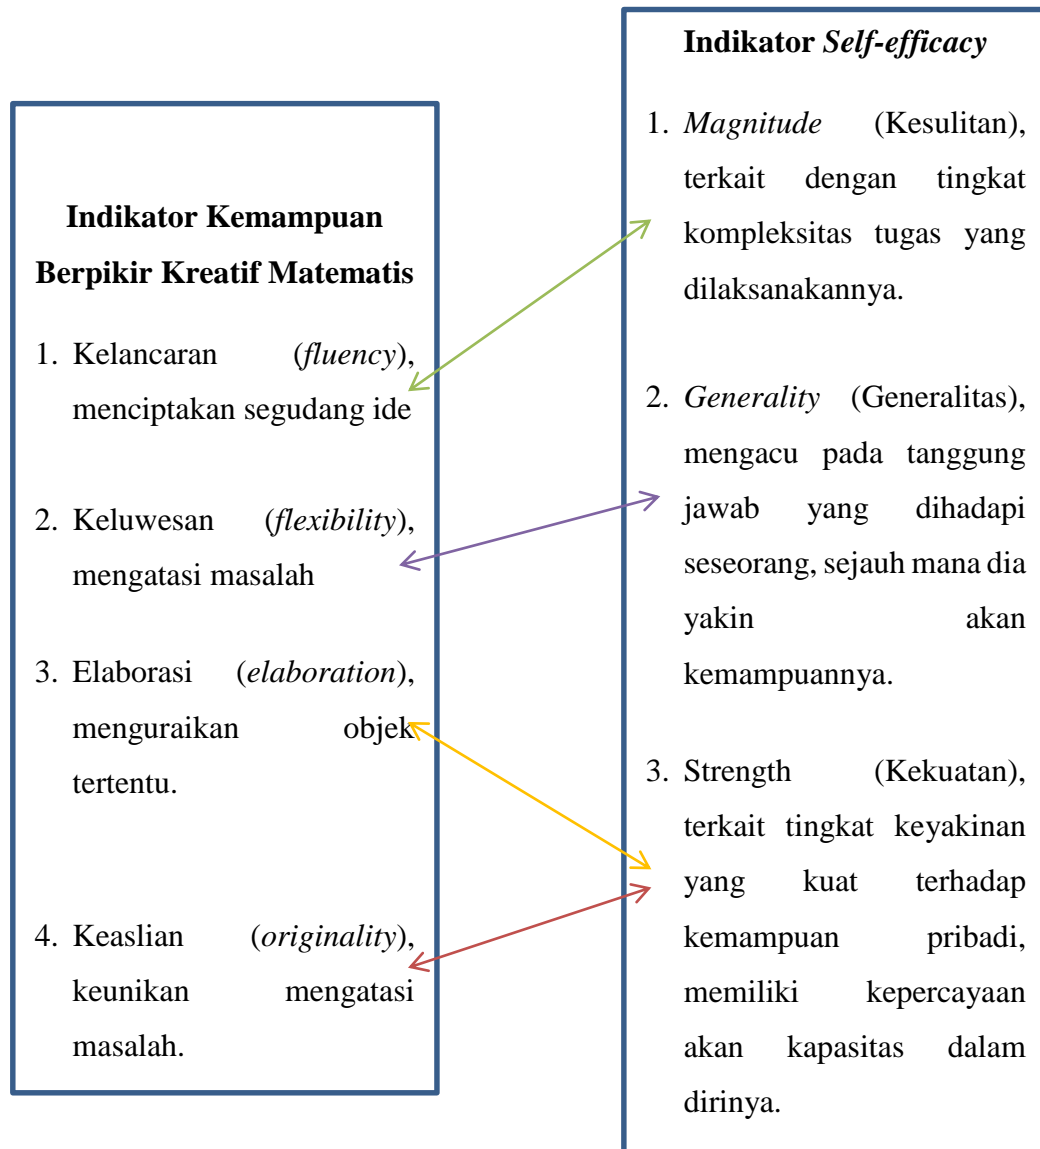 Indikator Kemampuan
Berpikir Kreatif Matematis
1. Kelancaran (fluency),
menciptakan segudang ide
2. Keluwesan (flexibility),
mengatasi masalah
3. Elaborasi (elaboration),
menguraikan objek
tertentu.
4. Keaslian (originality),
keunikan mengatasi
masalah.
Indikator Self-efficacy
1. Magnitude (Kesulitan),
terkait dengan tingkat
kompleksitas tugas yang
dilaksanakannya.
2. Generality (Generalitas),
mengacu pada tanggung
jawab yang dihadapi
seseorang, sejauh mana dia
yakin akan
kemampuannya.
3. Strength (Kekuatan),
terkait tingkat keyakinan
yang kuat terhadap
kemampuan pribadi,
memiliki kepercayaan
akan kapasitas dalam
dirinya.